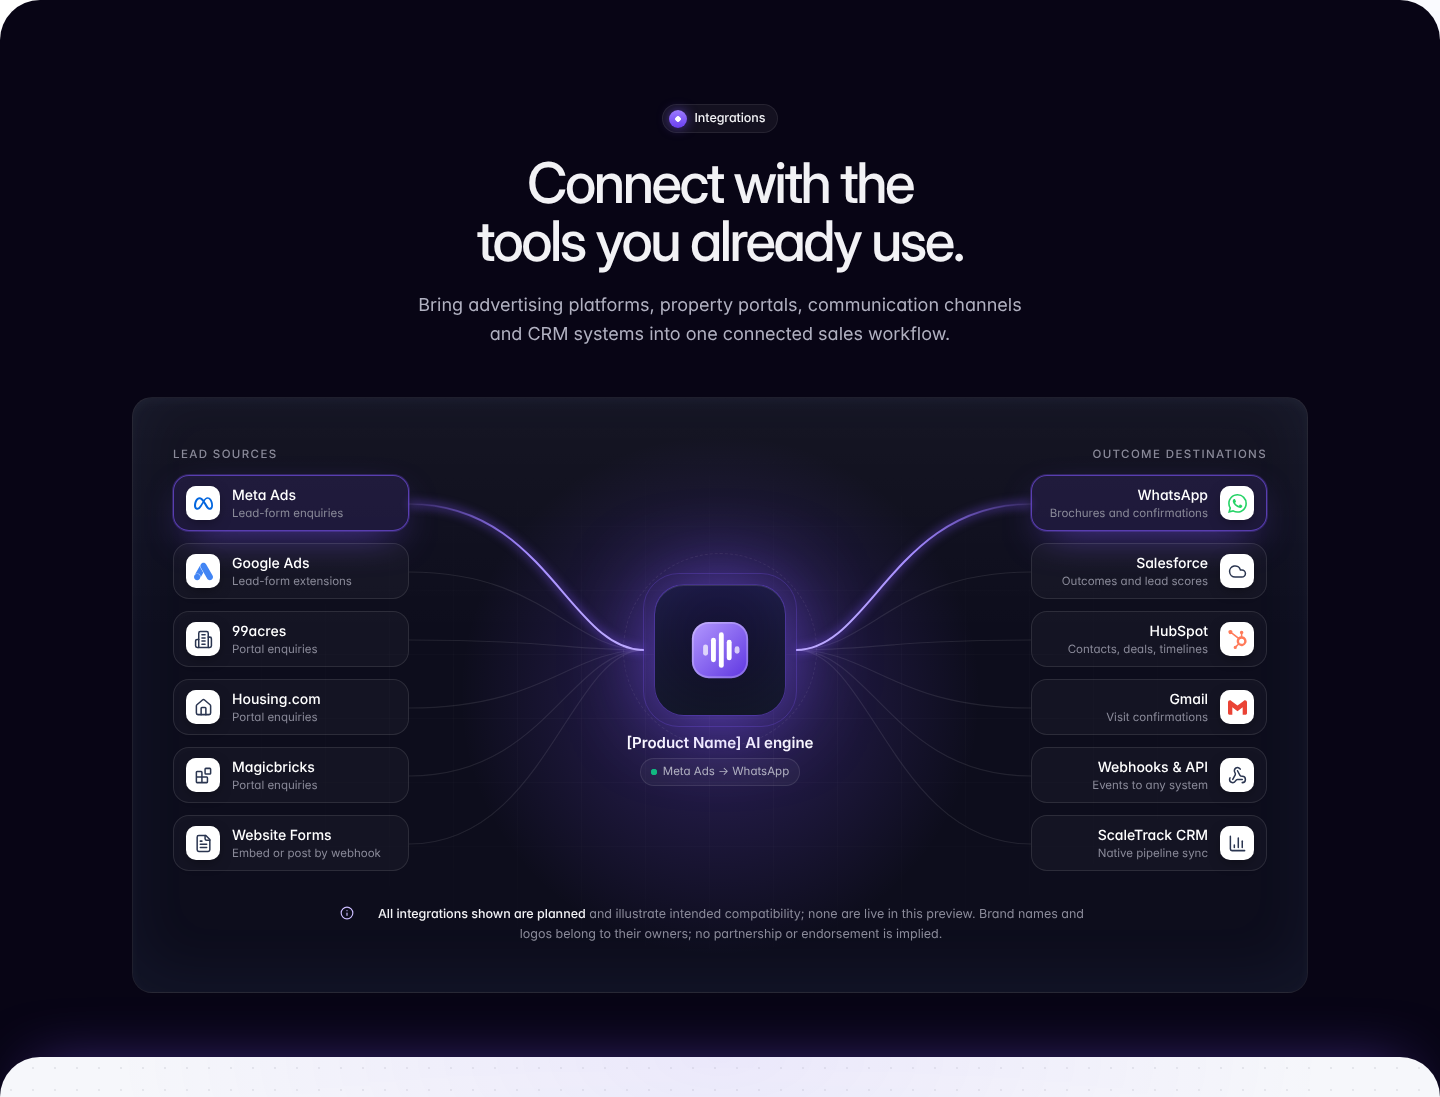 Integrations
Connect with the
tools you already use.
Bring advertising platforms, property portals, communication channels
and CRM systems into one connected sales workflow.
LEAD SOURCES
Meta Ads
Lead-form enquiries
Google Ads
Lead-form extensions
99acres
Portal enquiries
Housing.com
Portal enquiries
Magicbricks
Portal enquiries
Website Forms
Embed or post by webhook
[Product Name] AI engine
Meta Ads → WhatsApp
OUTCOME DESTINATIONS
WhatsApp
Brochures and confirmations
Salesforce
Outcomes and lead scores
HubSpot
Contacts, deals, timelines
Gmail
Visit confirmations
Webhooks & API
Events to any system
ScaleTrack CRM
Native pipeline sync
All integrations shown are planned and illustrate intended compatibility; none are live in this preview. Brand names and
logos belong to their owners; no partnership or endorsement is implied.